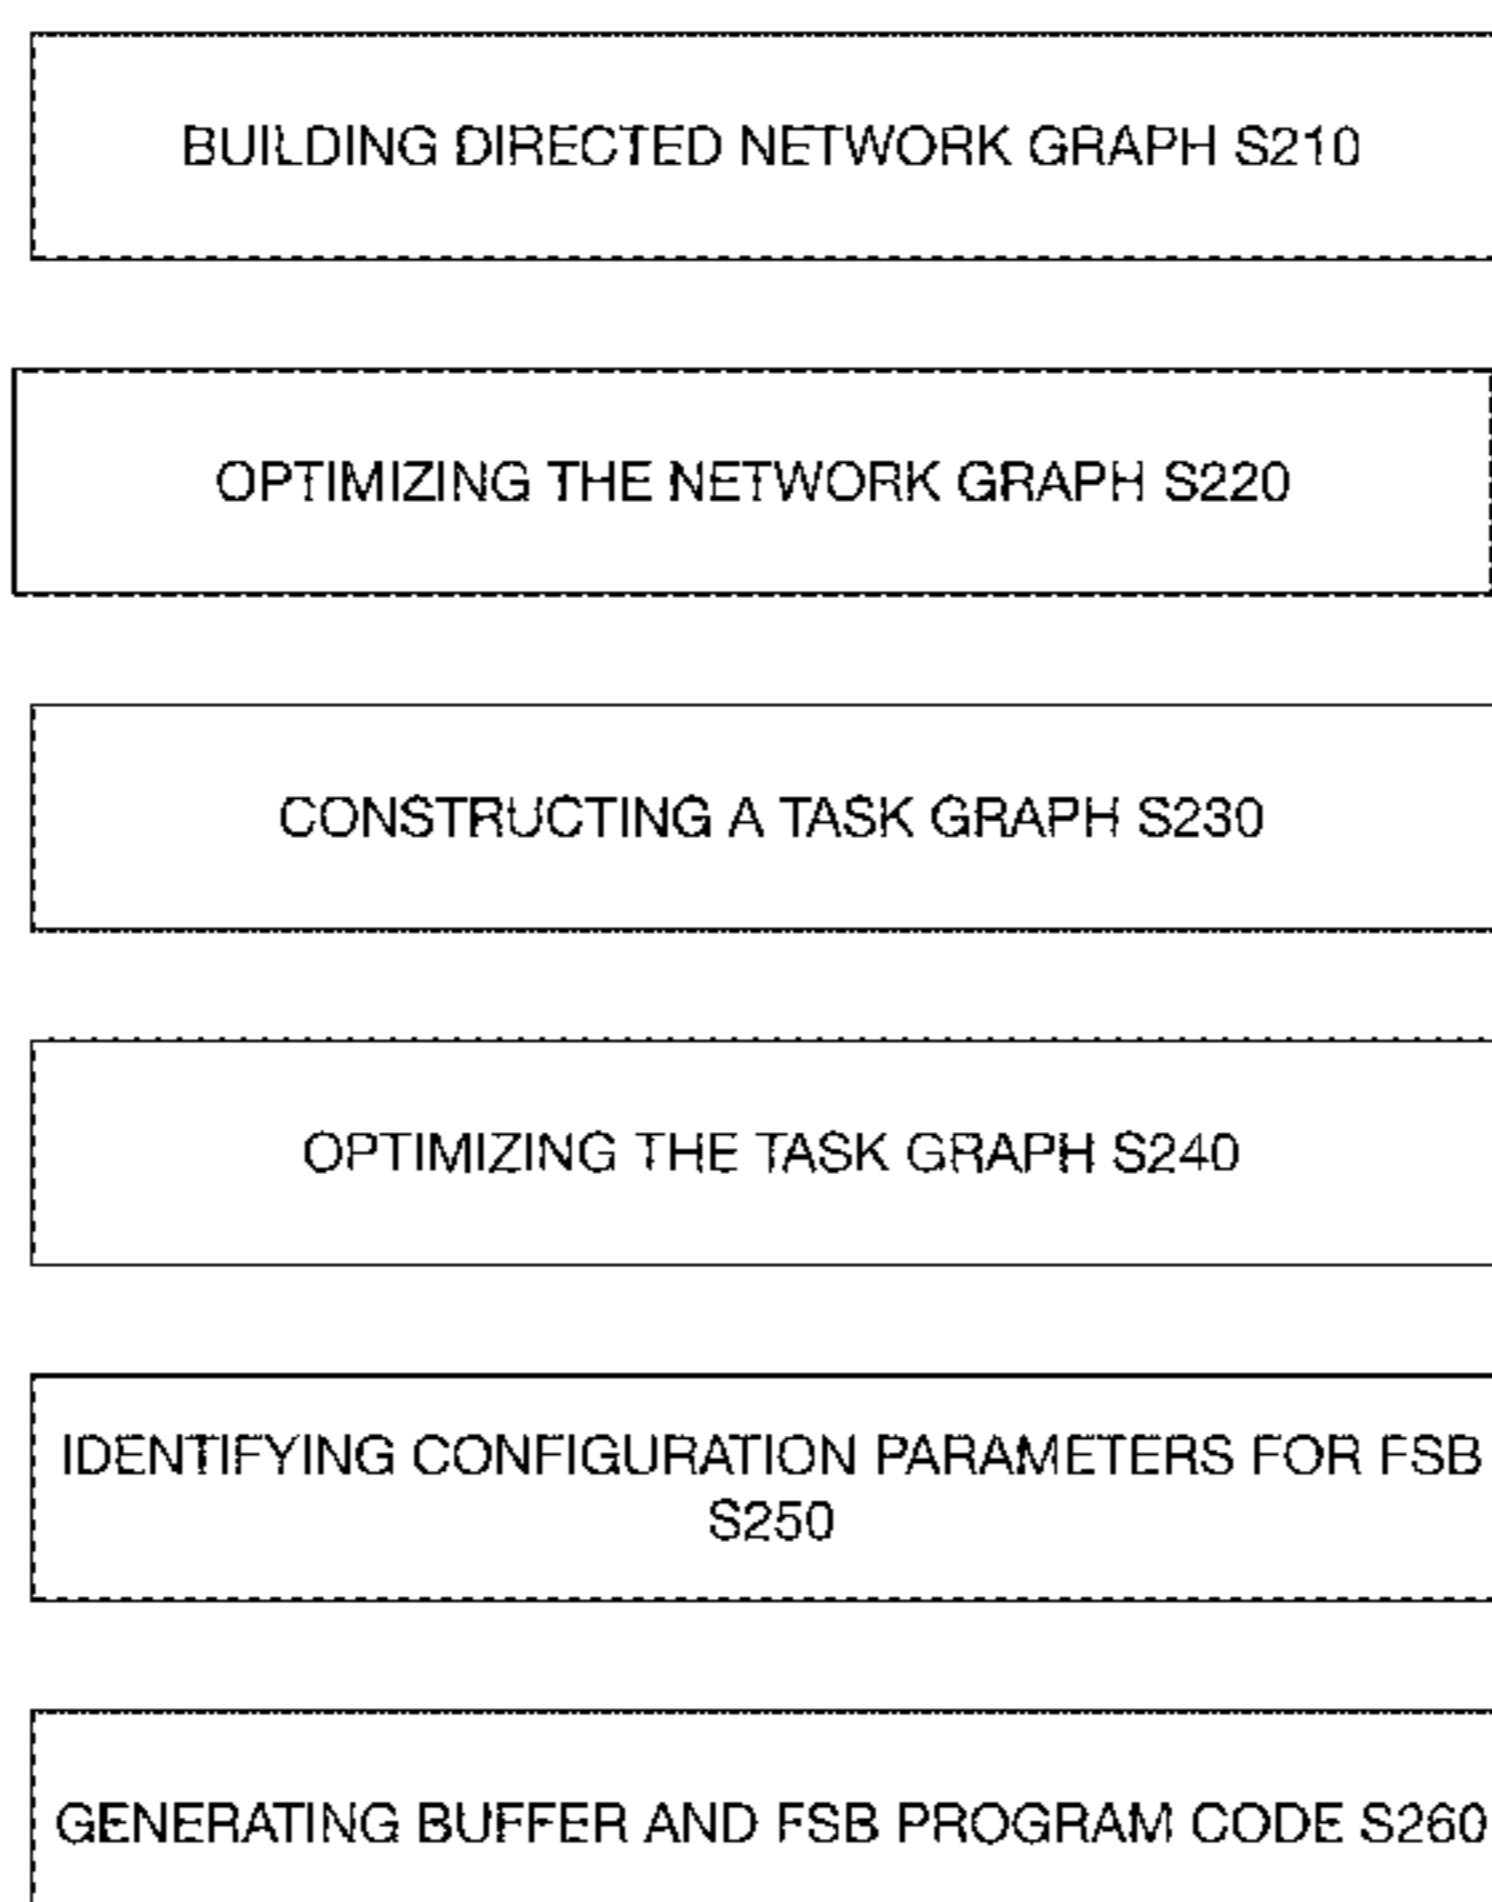 BUILDING DIRECTED NETWORK GRAPH S210
OPTIMIZING THE NETWORK GRAPH S220
CONSTRUCTING A TASK GRAPH S230
OPTIMIZING THE TASK GRAPH S240
IDENTIFYING CONFIGURATION PARAMETERS FOR FSB
S250
GENERATING BUFFER AND FSB PROGRAM CODE S260